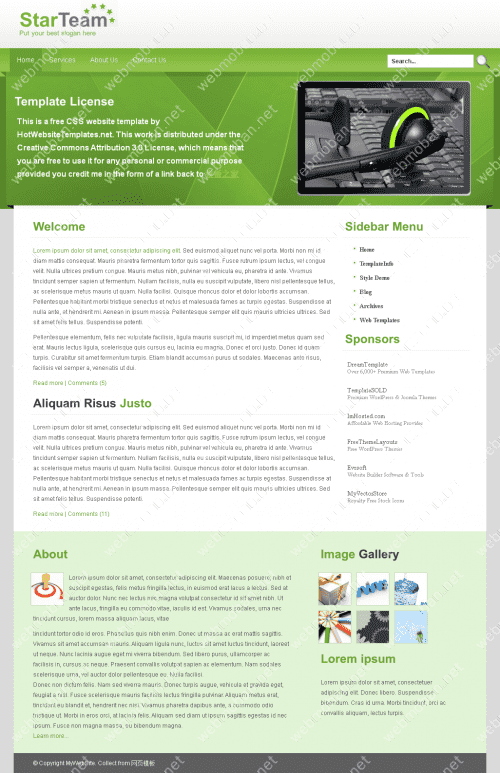 StarTeam
Put your best slogan here
Home
Services
About Us
Contact Us
Search...
Template License
This is a free CSS website template by
HotWebsiteTemplates.net. This work is distributed under the
Creative Commons Attribution 3.0 License, which means that
you are free to use it for any personal or commercial purpose
provided you credit me in the form of a link back to
Welcome
Lorem ipsum dolor sit amet, consectetur adipiscing elit. Sed euismod aliquet nunc vel porta. Morbi non mi id
diam mattis congue. Mauris pharetra fermentum tortor quis sagittis. Fusce rutrum ipsum lectus, vel congue
velit. Nulla ultrices pretium congue. Mauris metus nibh, pulvinar vel vehicula eu, pharetra id ante. Vivamus
tincidunt semper sapien ut fermentum. Nullam facilisis, nulla eu suscipit vulputate, libero nisl pellentesque tellus,
ac scelerisque metus mauris ut quam. Nulla facilisi. Quisque rhoncus dolor et dolor lobortis accumsan.
Pellentesque habitant morbi tristique senectus et netus et malesuada fames ac turpis egestas. Suspendisse at
nulla ante, at hendrerit mi. Aenean in ipsum massa. Pellentesque semper elit quis mauris ultricies ultrices. Sed
sit amet felis tellus. Suspendisse potenti.
Pellentesque elementum, felis nec vulputate facilisis, ligula mauris suscipit mi, id imperdiet metus quam sed
erat. Mauris lectus ligula, scelerisque quis cursus eu, lacinia eu magna. Donec et orci justo. Donec id quam
turpis. Curabitur sit amet fermentum turpis. Etiam blandit accumsan purus ut sodales. Maecenas ante risus,
facilisis vel semper a, venenatis ut dui.
Read more | Comments (5)
Aliquam Risus Justo
Lorem ipsum dolor sit amet, consectetur adipiscing elit. Sed euismod aliquet nunc vel porta. Morbi non mi id
congue. Mauris pharetra fermentum tortor quis sagittis. Fusce rutrum ipsum lectus, vel congue
velit. Nulla ultrices pretium congue. Mauris metus nibh, pulvinar vel vehicula eu, pharetra id ante. Vivamus
tincidunt semper sapien ut fermentum. Nullam facilisis, nulla eu suscipit vulputate, libero nisl pellentesque tellus,
ac scelerisque metus mauris ut quam. Nulla facilisi. Quisque rhoncus dolor et dolor lobortis accumsan.
Pellentesque habitant morbi tristique senectus et netus et malesuada fames ac turpis egestas. Suspendisse at
nulla ante, at hendrerit mi. Aenean in ipsum massa. Pellentesque semper elit quis mauris ultricies ultrices. Sed
sit amet felis tellus. Suspendisse potenti.
Read more | Comments (11)
Sidebar Menu
Home
TemplateInfo
Style Demo
Blog
Archives
Web Templates
Sponsors
DreamTemplate
Over 6,000+ Premium Web Templates
TemplateSOLD
Premium WordPress & Joomla Themes
ImHosted.com
Affordable Web Hosting Provider
FreeThemeLayouts
Free WordPress Themes
Evrsoft
Website Builder Software & Tools
MyVectorStore
Royalty Free Stock Icons
About
Lorem ipsum dolor sit amet, consectetur adipiscing elit. Maecenas posuere, nibh et
suscipit egestas, felis metus fringilla lectus, in euismod erat lacus a lectus. Sed at
auctor dolor. Nunc nec lectus nec magna volutpat consectetur id sit amet nibh. Ut
ante lacus, fringilla eu commodo vitae, iaculis id est. Vivamus sodales, urna nec
tincidunt cursus, lorem massa aliquam lacus, vitae
tincidunt tortor odio id eros. Phasellus quis nibh enim. Donec ut massa ac erat mattis sagittis.
Vivamus sit amet accumsan mauris. Aliquam ligula nunc, luctus sit amet luctus tincidunt, laoreet
ut neque. Nunc lacinia augue eget mi viverra bibendum. Sed libero purus, ullamcorper ac
facilisis in, cursus ac neque. Praesent convallis volutpat sapien ac elementum. Nam sodales
scelerisque urna, vel auctor dolor pellentesque eu. Nulla facilisi.
Donec non dictum felis. Nam sed viverra mauris. Donec turpis augue, vehicula et gravida eget,
feugiat a nisl. Fusce scelerisque mauris facilisis lectus fringilla pulvinar. Aliquam metus erat,
tincidunt eu blandit et, hendrerit nec nibh. Vivamus pharetra dapibus ante, a commodo odio
tristique ut. Morbi in eros orci, at lacinia felis. Aliquam sed diam ut ipsum sagittis egestas id nec
ipsum. Fusce non magna massa, eu bibendum magna.
Learn more...
Image Gallery
Lorem ipsum
Lorem ipsum dolor sit amet, consectetuer
adipiscing elit. Donec libero. Suspendisse
bibendum. Cras id urna. Morbi tincidunt, orci ac
convallis aliquam, lectus turpis.
© Copyright MyWebSite. Collect from 网页模板
webmoban.net